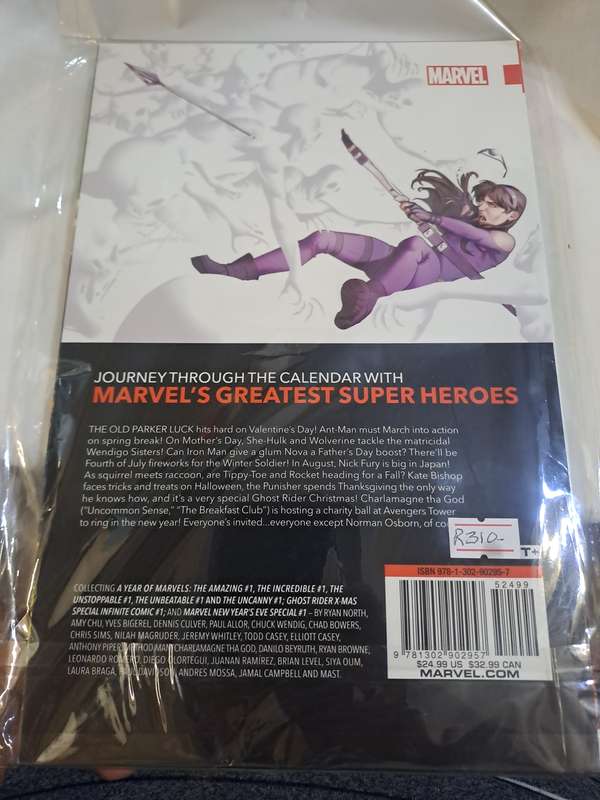 MARVEL
JOURNEY THROUGH THE CALENDAR WITH
MARVEL'S GREATEST SUPER HEROES
THE OLD PARKER LUCK hits hard on Valentine's Day! Ant-Man must March into action
on spring break! On Mother's Day, She-Hulk and Wolverine tackle the matricidal
Wendigo Sisters! Can Iron Man give a glum Nova a Father's Day boost? There'll be
Fourth of July fireworks for the Winter Soldier! In August, Nick Fury is big in Japan!
As squirrel meets raccoon, are Tippy-Toe and Rocket heading for a Fall? Kate Bishop
faces tricks and treats on Halloween, the Punisher spends Thanksgiving the only way
he knows how, and it's a very special Ghost Rider Christmas! Charlamagne tha God
("Uncommon Sense," "The Breakfast Club") is hosting a charity ball at Avengers Tower
to ring in the new year! Everyone's invited...everyone except Norman Osborn, of
R310-
T+
ISBN 978-1-302-90295-7
52499
COLLECTING A YEAR OF MARVELS: THE AMAZING #1, THE INCREDIBLE #1, THE
UNSTOPPABLE #1, THE UNBEATABLE #1 AND THE UNCANNY #1; GHOST RIDER X-MAS
SPECIAL INFINITE COMIC #1; AND MARVEL NEW YEAR'S EVE SPECIAL #1 – BY RYAN NORTH,
AMY CHU, YVES BIGEREL, DENNIS CULVER, PAUL ALLOR, CHUCK WENDIG, CHAD BOWERS,
CHRIS SIMS, NILAH MAGRUDER, JEREMY WHITLEY, TODD CASEY, ELLIOTT CASEY,
ANTHONY PIPER, METHOD MAN, CHARLAMAGNE THA GOD, DANILO BEYRUTH, RYAN BROWNE,
LEONARDO ROMERO, DIEGO OLORTEGUI, JUANAN RAMÍREZ, BRIAN LEVEL, SIYA OUM,
LAURA BRAGA, PAUL DAVIDSON, ANDRES MOSSA, JAMAL CAMPBELL AND MAST.
9 781302 902957
$24.99 US $32.99 CAN
MARVEL.COM